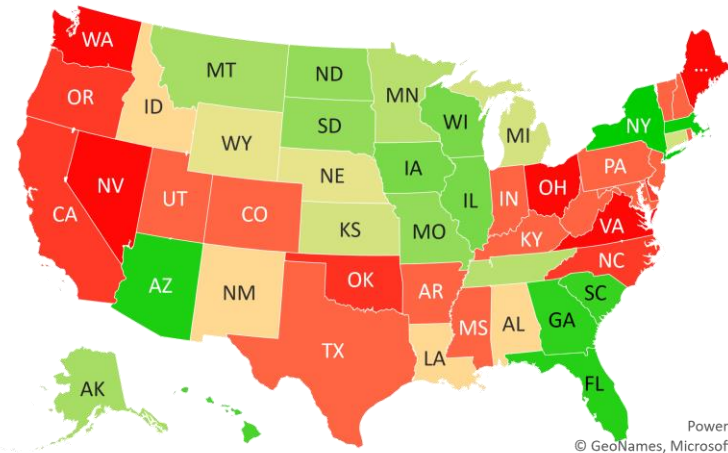 WA
...
MT
ND
OR
MN
ID
NY
SD
WI
MI
WY
IA
PA
NE
NV
OH
IL
IN
UT
CO
VA
CA
KS
MO
KY
NC
OK
AZ
AR
NM
SC
MS
AL
GA
TX
LA
FL
AK
Power
© GeoNames, Microsoft